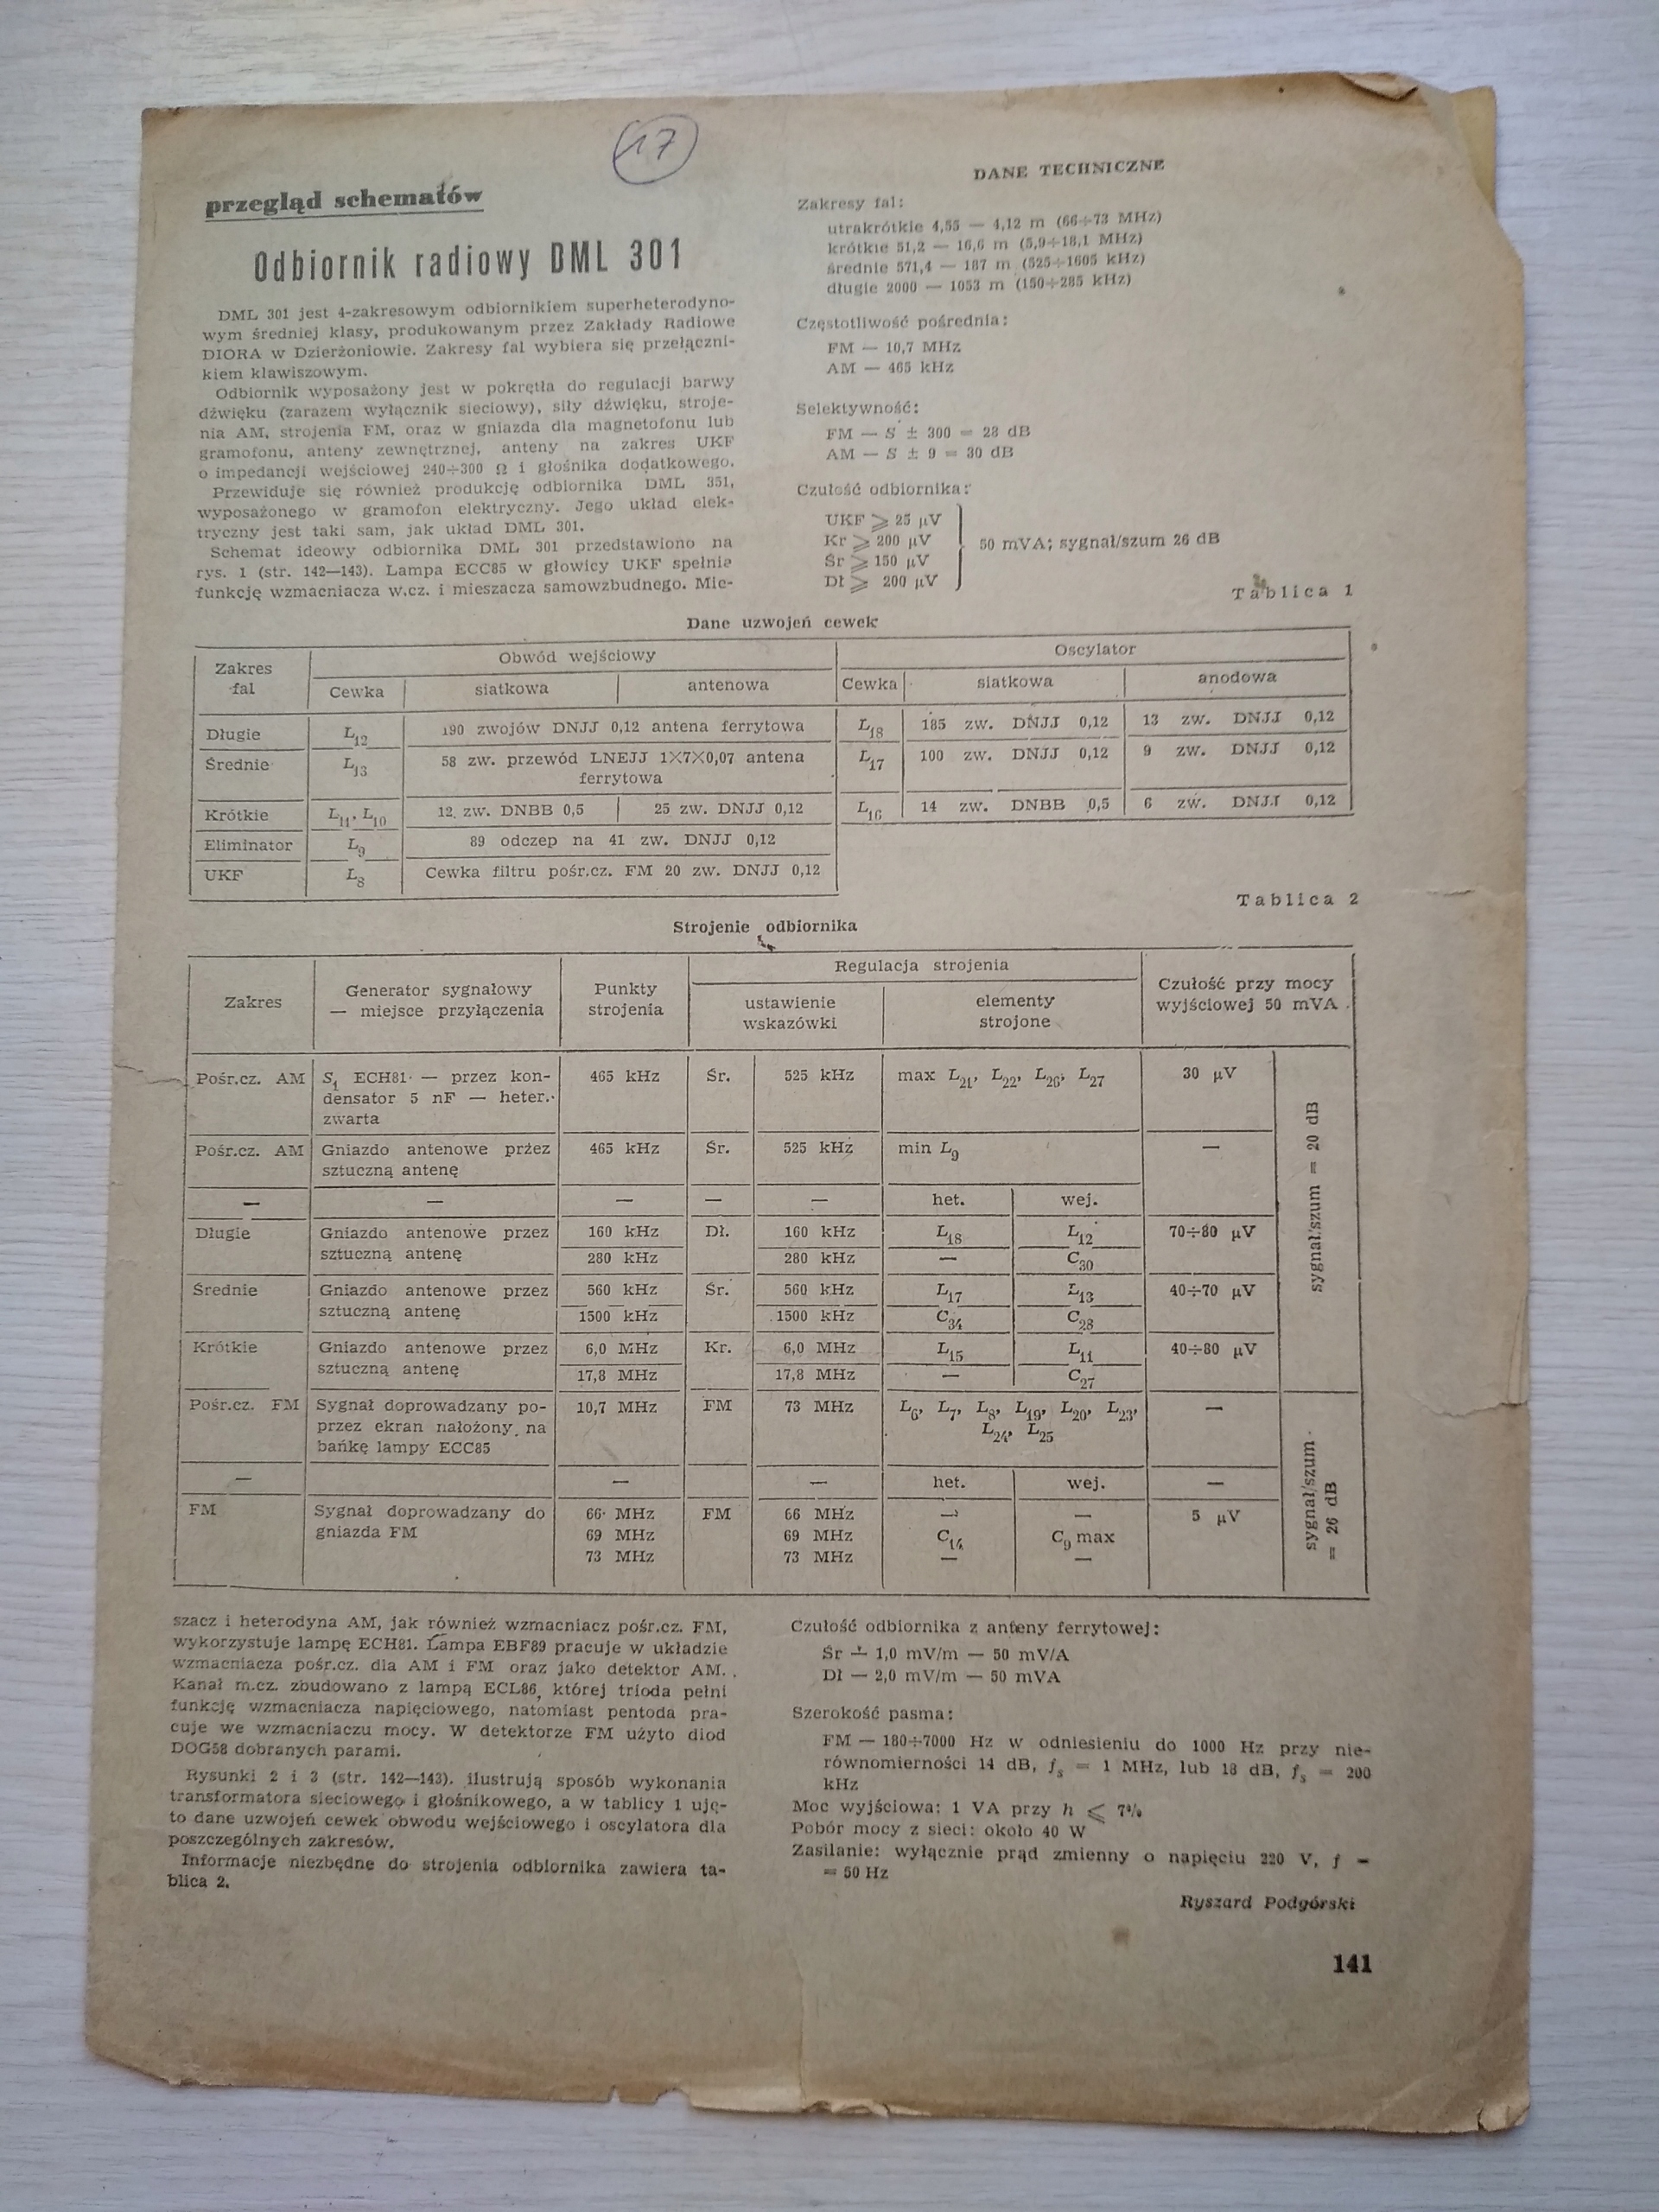 17
przegląd schematów
Odbiornik radiowy DML 301
DML 301 jest 4-zakresowym odbiornikiem superheterodyno-
wym średniej klasy, produkowanym przez Zakłady Radiowe
DIORA w Dzierżoniowie. Zakresy fal wybiera się przełączni-
kiem klawiszowym.
Odbiornik wyposażony jest w pokrętła do regulacji barwy
dźwięku (zarazem wyłącznik sieciowy), siły dźwięku, stroje-
nia AM, strojenia FM, oraz w gniazda dla magnetofonu lub
gramofonu, anteny zewnętrznej, anteny na zakres UKF
o impedancji wejściowej 240÷300 Ω i głośnika dodatkowego.
Przewiduje się również produkcję odbiornika DML 351,
wyposażonego w gramofon elektryczny. Jego układ elek-
tryczny jest taki sam, jak układ DML 301.
Schemat ideowy odbiornika DML 301 przedstawiono na
rys. 1 (str. 142—143). Lampa ECC85 w głowicy UKF spełnia
funkcję wzmacniacza w.cz. i mieszacza samowzbudnego. Mie-
DANE TECHNICZNE
Zakresy fal:
utrakrótkie 4,55 — 4,12 m (66÷73 MHz)
krótkie 51,2 — 16,6 m (5,9÷18,1 MHz)
średnie 571,4 — 187 m (525÷1605 kHz)
długie 2000 — 1053 m (150÷285 kHz)
Częstotliwość pośrednia:
FM — 10,7 MHz
AM — 465 kHz
Selektywność:
FM — S ± 300 = 28 dB
AM — S ± 9 = 30 dB
Czułość odbiornika:
UKF ⩾ 25 μV
Kr ⩾ 200 μV
Śr ⩾ 150 μV
Dł ⩾ 200 μV
50 mVA; sygnał/szum 26 dB
Tablica 1
Dane uzwojeń cewek
Zakres fal Obwód wejściowy Oscylator
Cewka siatkowa antenowa Cewka siatkowa anodowa
Długie L12 190 zwojów DNJJ 0,12 antena ferrytowa L18 185 zw. DNJJ 0,12 13 zw. DNJJ 0,12
Średnie L13 58 zw. przewód LNEJJ 1×7×0,07 antena L17 100 zw. DNJJ 0,12 9 zw. DNJJ 0,12
ferrytowa
Krótkie L11, L10 12 zw. DNBB 0,5 25 zw. DNJJ 0,12 L16 14 zw. DNBB 0,5 6 zw. DNJJ 0,12
Eliminator L9 89 odczep na 41 zw. DNJJ 0,12
UKF L8 Cewka filtru pośr.cz. FM 20 zw. DNJJ 0,12
Tablica 2
Strojenie odbiornika
Zakres Generator sygnałowy — miejsce przyłączenia Punkty strojenia Regulacja strojenia Czułość przy mocy wyjściowej 50 mVA
ustawienie wskazówki elementy strojone
Pośr.cz. AM S1 ECH81 — przez kon- 465 kHz Śr. 525 kHz max L21, L22, L26, L27 30 μV
densator 5 nF — heter.
zwarta
Pośr.cz. AM Gniazdo antenowe przez 465 kHz Śr. 525 kHz min L9 —
sztuczną antenę
— — — — — het. wej.
Długie Gniazdo antenowe przez 160 kHz Dł. 160 kHz L18 L12 70÷80 μV
sztuczną antenę 280 kHz 280 kHz — C30
Średnie Gniazdo antenowe przez 560 kHz Śr. 560 kHz L17 L13 40÷70 μV
sztuczną antenę 1500 kHz 1500 kHz C34 C28
Krótkie Gniazdo antenowe przez 6,0 MHz Kr. 6,0 MHz L15 L11 40÷80 μV
sztuczną antenę 17,8 MHz 17,8 MHz — C27
sygnał/szum = 20 dB
Pośr.cz. FM Sygnał doprowadzany po- 10,7 MHz FM 73 MHz L6, L7, L8, L19, L20, L23, —
przez ekran nałożony na L24, L25
bańkę lampy ECC85
— — — het. wej. —
FM Sygnał doprowadzany do 66 MHz FM 66 MHz — — 5 μV
gniazda FM 69 MHz 69 MHz C14 C9 max
73 MHz 73 MHz — —
sygnał/szum = 26 dB
szacz i heterodyna AM, jak również wzmacniacz pośr.cz. FM,
wykorzystuje lampę ECH81. Lampa EBF89 pracuje w układzie
wzmacniacza pośr.cz. dla AM i FM oraz jako detektor AM.
Kanał m.cz. zbudowano z lampą ECL86, której trioda pełni
funkcję wzmacniacza napięciowego, natomiast pentoda pra-
cuje we wzmacniaczu mocy. W detektorze FM użyto diod
DOG58 dobranych parami.
Rysunki 2 i 3 (str. 142—143). ilustrują sposób wykonania
transformatora sieciowego i głośnikowego, a w tablicy 1 uję-
to dane uzwojeń cewek obwodu wejściowego i oscylatora dla
poszczególnych zakresów.
Informacje niezbędne do strojenia odbiornika zawiera ta-
blica 2.
Czułość odbiornika z anteny ferrytowej:
Śr — 1,0 mV/m — 50 mV/A
Dł — 2,0 mV/m — 50 mVA
Szerokość pasma:
FM — 180÷7000 Hz w odniesieniu do 1000 Hz przy nie-
równomierności 14 dB, fs = 1 MHz, lub 18 dB, fs = 200
kHz
Moc wyjściowa: 1 VA przy h ⩽ 7%
Pobór mocy z sieci: około 40 W
Zasilanie: wyłącznie prąd zmienny o napięciu 220 V, f =
= 50 Hz
Ryszard Podgórski
141